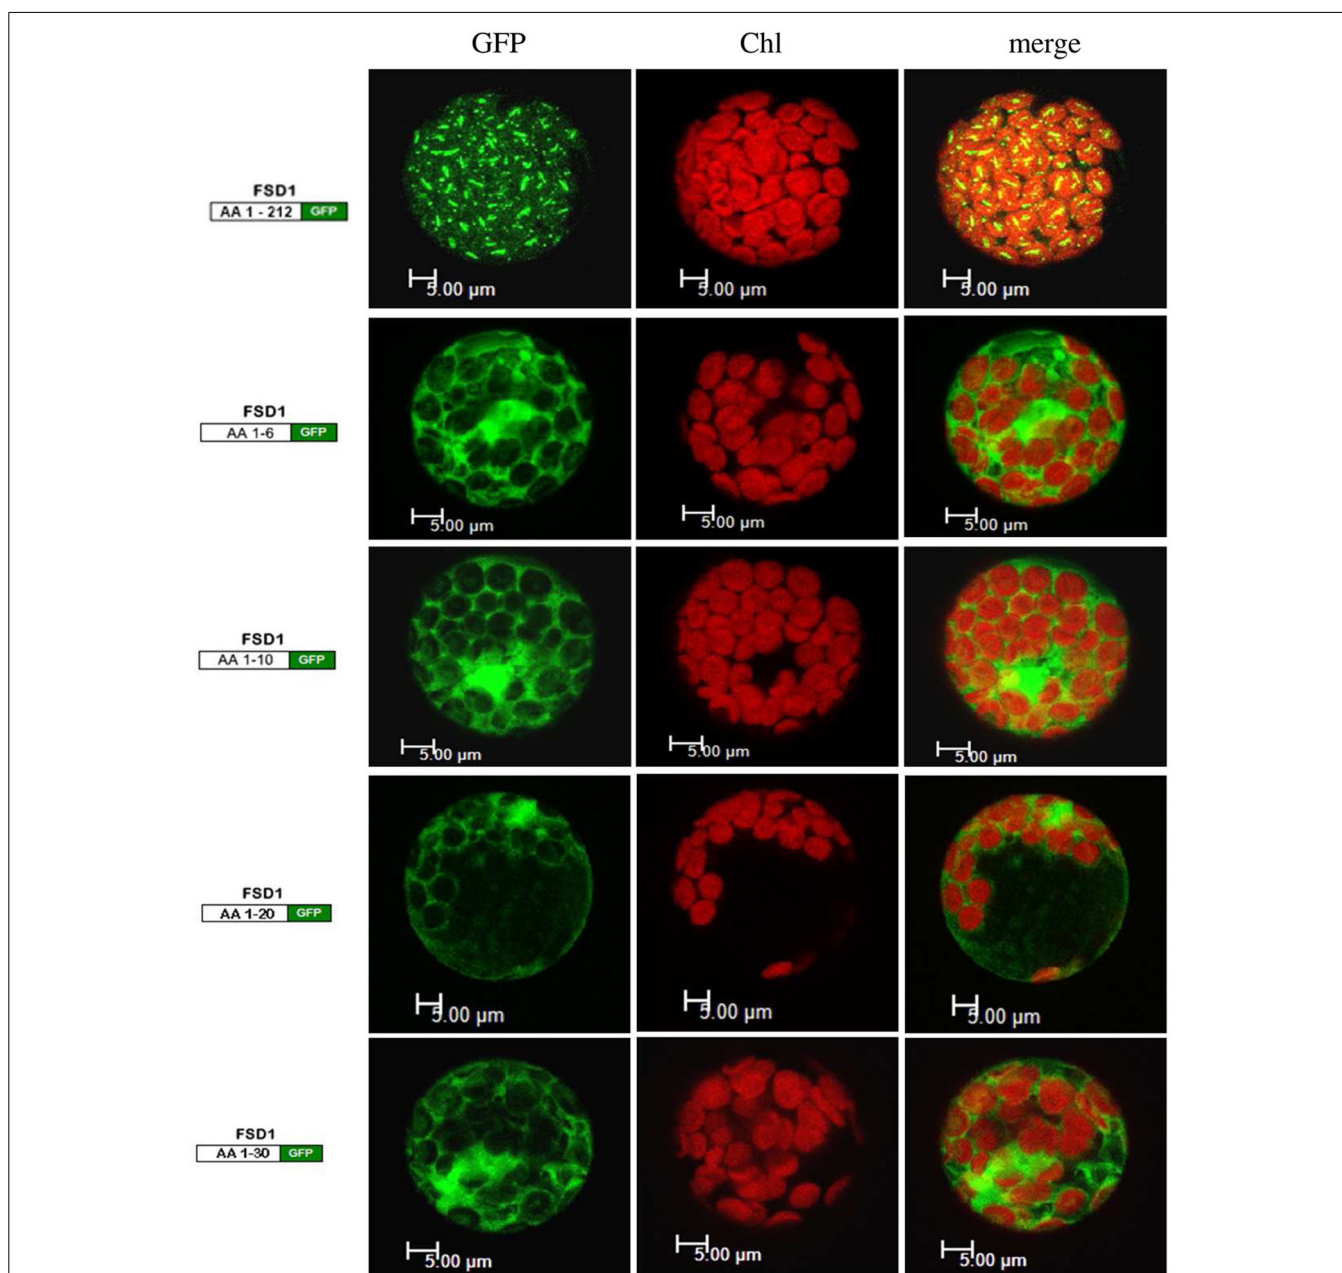 GFP Chl merge
FSD1
AA 1 - 212 GFP
5.00 µm 5.00 µm 5.00 µm
FSD1
AA 1-6 GFP
5.00 µm 5.00 µm 5.00 µm
FSD1
AA 1-10 GFP
5.00 µm 5.00 µm 5.00 µm
FSD1
AA 1-20 GFP
5.00 µm 5.00 µm 5.00 µm
FSD1
AA 1-30 GFP
5.00 µm 5.00 µm 5.00 µm